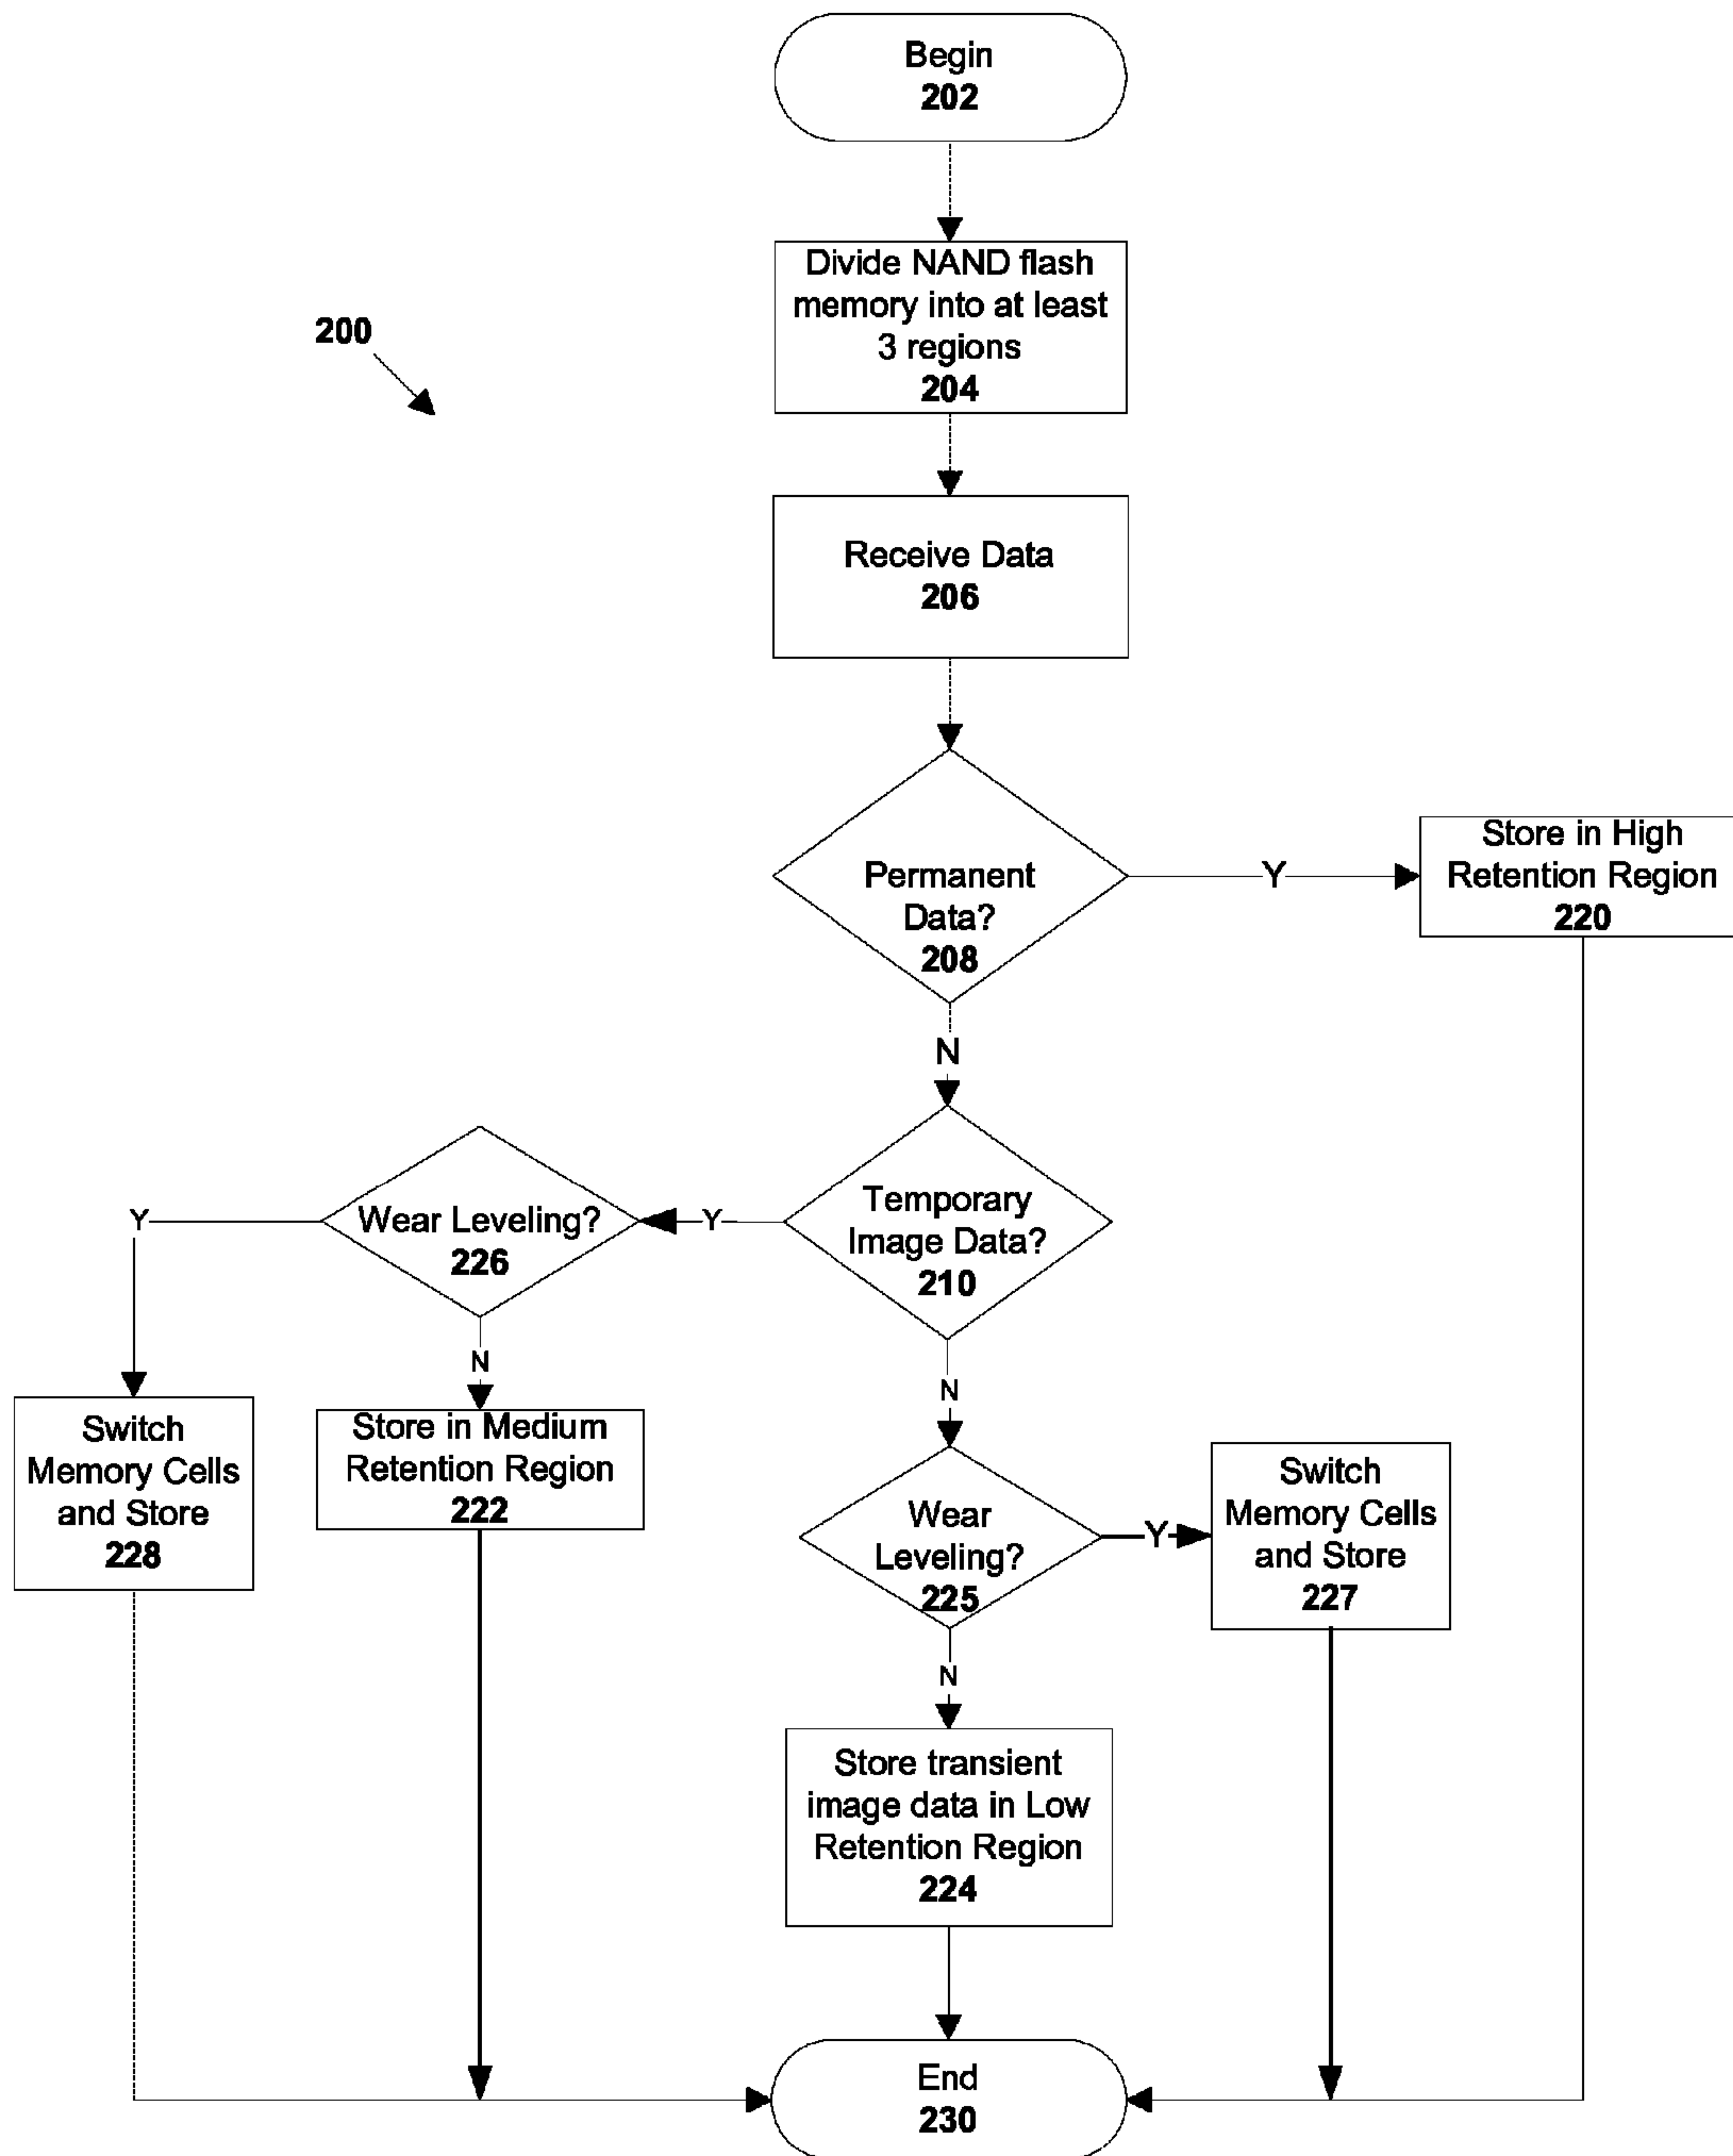 Begin
202
Divide NAND flash
memory into at least
3 regions
204
200
Receive Data
206
Permanent
Data?
208
Y
Store in High
Retention Region
220
N
Temporary
Image Data?
210
Y
Wear Leveling?
226
Y
N
N
Switch
Memory Cells
and Store
228
Store in Medium
Retention Region
222
Wear
Leveling?
225
Y
Switch
Memory Cells
and Store
227
N
Store transient
image data in Low
Retention Region
224
End
230